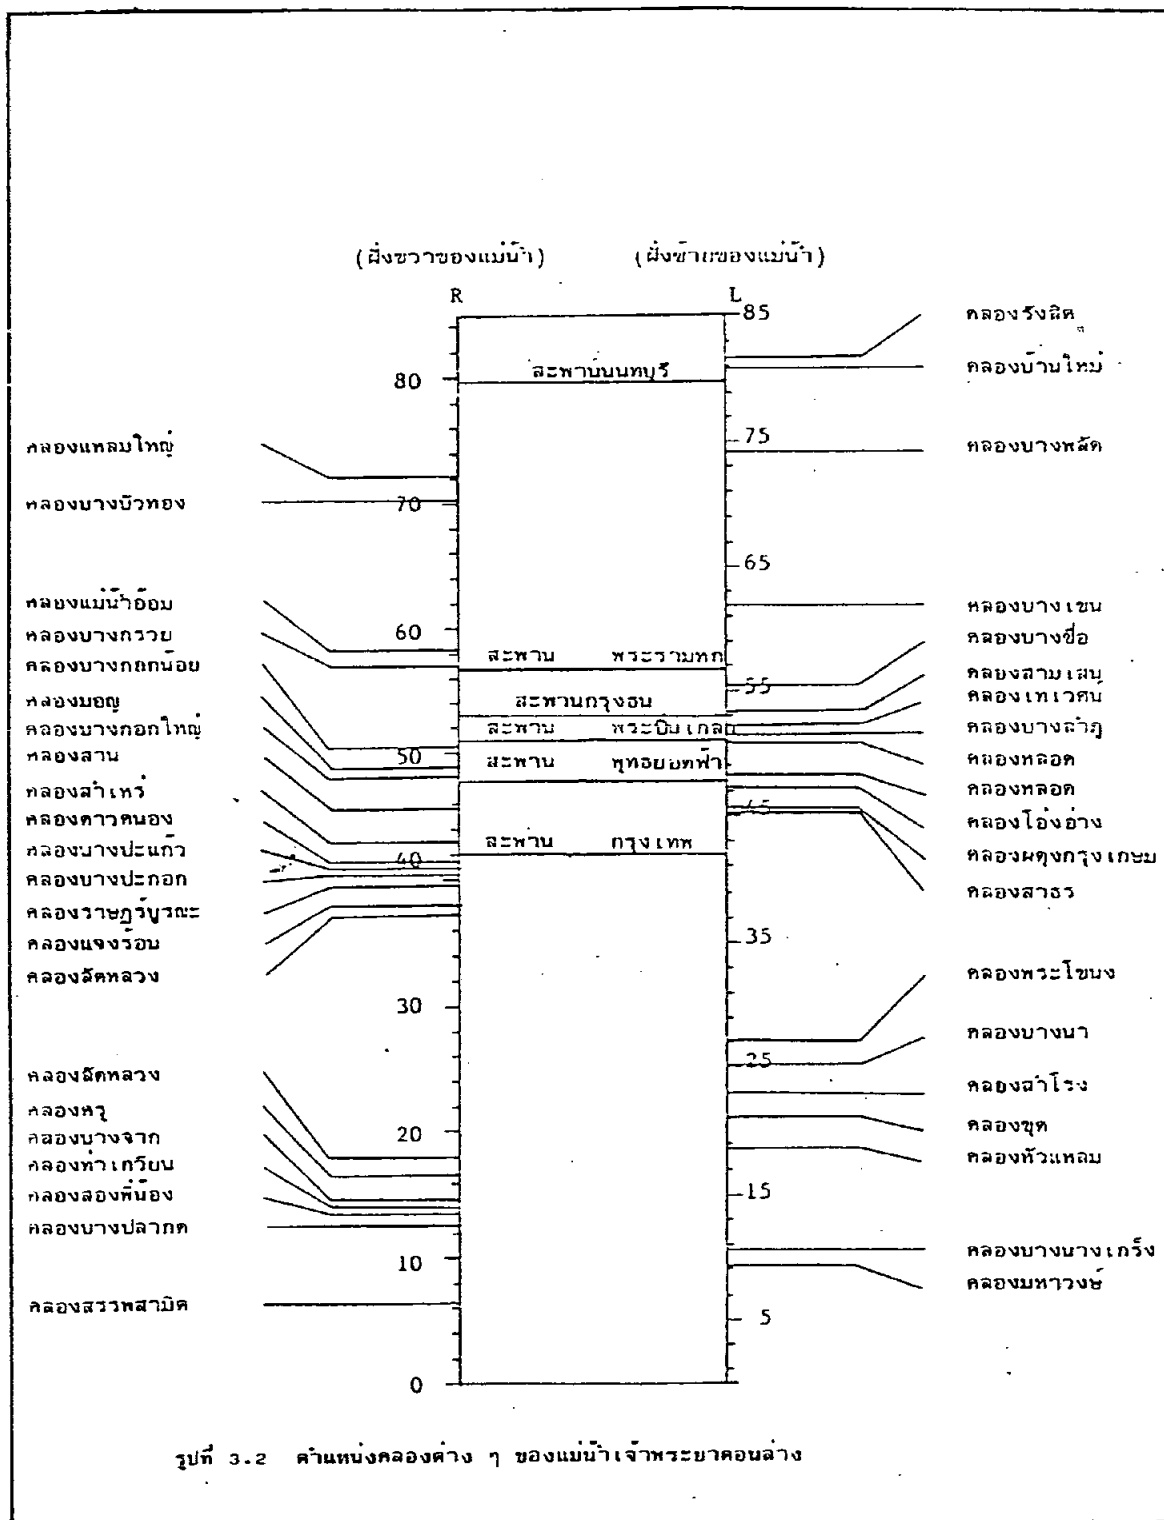 (ฝั่งขวาของแม่น้ำ)
(ฝั่งซ้ายของแม่น้ำ)
R
L
85
80
75
70
65
60
55
50
45
40
35
30
25
20
15
10
5
0
สะพานนนทบุรี
สะพาน พระรามหก
สะพานกรุงธน
สะพาน พระปิ่นเกล้า
สะพาน พุทธยอดฟ้า
สะพาน กรุงเทพ
คลองแหลมใหญ่
คลองบางบัวทอง
คลองแม่น้ำอ้อม
คลองบางกรวย
คลองบางกอกน้อย
คลองมอญ
คลองบางกอกใหญ่
คลองสาน
คลองสำเหร่
คลองดาวคนอง
คลองบางปะแก้ว
คลองบางปะกอก
คลองราษฎร์บูรณะ
คลองแจงร้อน
คลองลัดหลวง
คลองลัดหลวง
คลองครุ
คลองบางจาก
คลองท่าเกวียน
คลองสองพี่น้อง
คลองบางปลากด
คลองสรรพสามิต
คลองรังสิต
คลองบ้านใหม่
คลองบางพลัด
คลองบางเขน
คลองบางซื่อ
คลองสามเสน
คลองเทเวศน์
คลองบางลำภู
คลองหลอด
คลองหลอด
คลองโอ่งอ่าง
คลองผดุงกรุงเกษม
คลองสาธร
คลองพระโขนง
คลองบางนา
คลองสำโรง
คลองขุด
คลองหัวแหลม
คลองบางนางเกร็ง
คลองมหาวงษ์
รูปที่ 3.2 ตำแหน่งคลองต่าง ๆ ของแม่น้ำเจ้าพระยาตอนล่าง